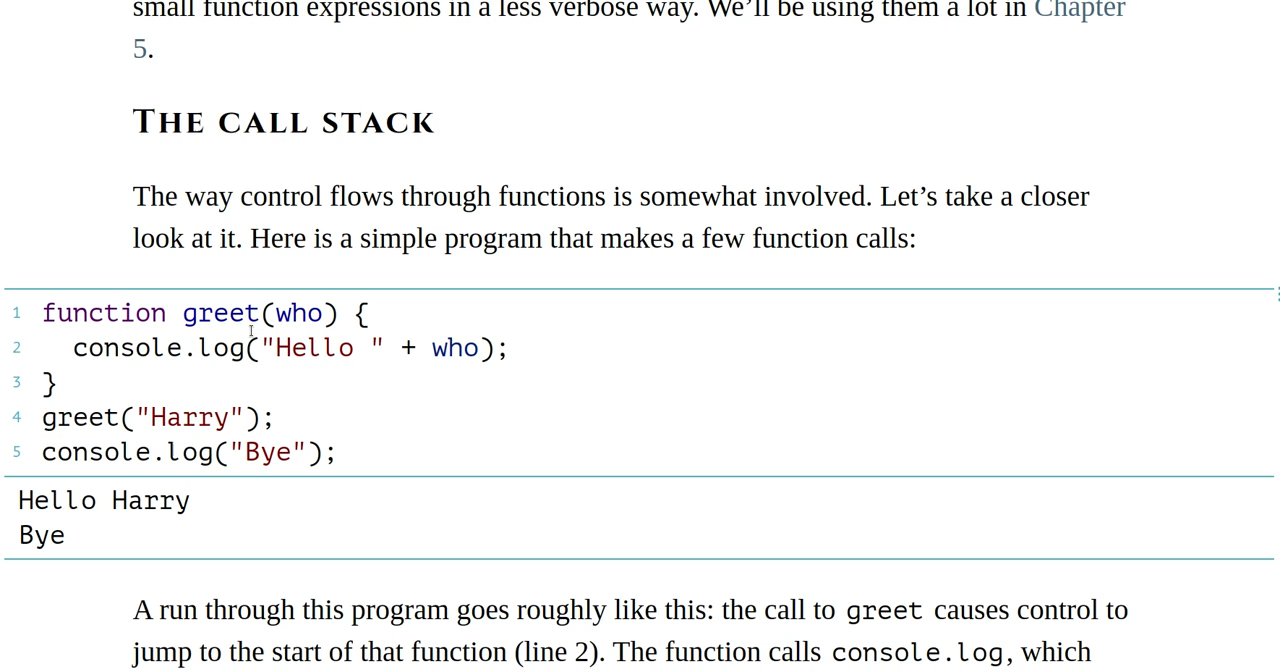 small function expressions in a less verbose way. We’ll be using them a lot in Chapter
5.
THE CALL STACK
The way control flows through functions is somewhat involved. Let’s take a closer
look at it. Here is a simple program that makes a few function calls:
1 function greet(who) {
2   console.log("Hello " + who);
3 }
4 greet("Harry");
5 console.log("Bye");
Hello Harry
Bye
A run through this program goes roughly like this: the call to greet causes control to
jump to the start of that function (line 2). The function calls console.log, which